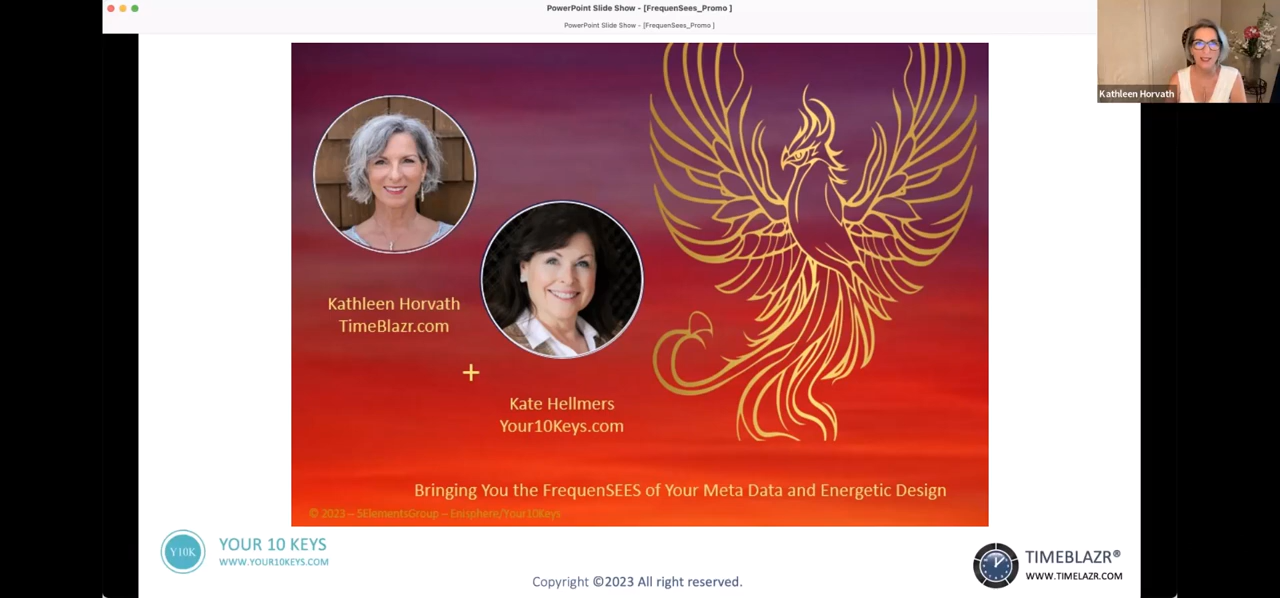 PowerPoint Slide Show - [FrequenSees_Promo ]
PowerPoint Slide Show - [FrequenSees_Promo ]
Kathleen Horvath
Kathleen Horvath
TimeBlazr.com
+
Kate Hellmers
Your10Keys.com
Bringing You the FrequenSEES of Your Meta Data and Energetic Design
© 2023 – 5ElementsGroup – Enisphere/Your10Keys
Y10K
YOUR 10 KEYS
WWW.YOUR10KEYS.COM
Copyright ©2023 All right reserved.
TIMEBLAZR®
WWW.TIMELAZR.COM